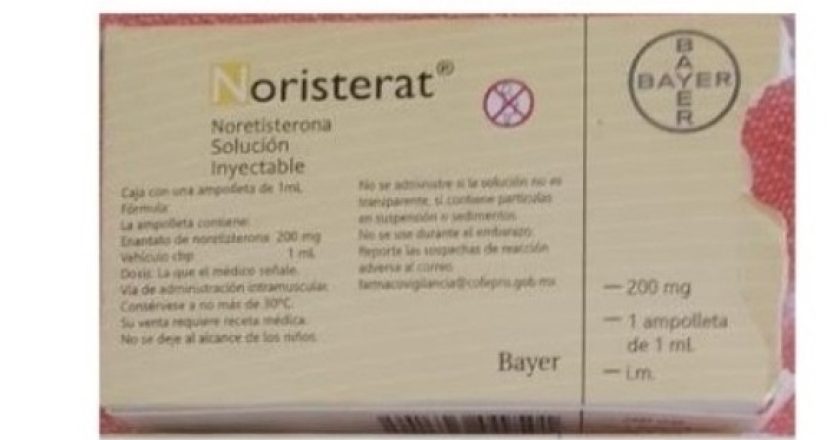 Noristerat®
Noretisterona
Solución
Inyectable
Caja con una ampolleta de 1mL
Fórmula:
La ampolleta contiene:
Enantato de noretisterona 200 mg
Vehículo cbp 1 mL
Dosis: La que el médico señale.
Vía de administración intramuscular.
Consérvese a no más de 30°C.
Su venta requiere receta médica.
No se deje al alcance de los niños.
No se administre si la solución no es
transparente, si contiene partículas
en suspensión o sedimentos.
No se use durante el embarazo.
Reporte las sospechas de reacción
adversa al correo:
farmacovigilancia@cofepris.gob.mx
Bayer
BAYER
BAYER
200 mg
1 ampolleta
de 1 mL
i.m.